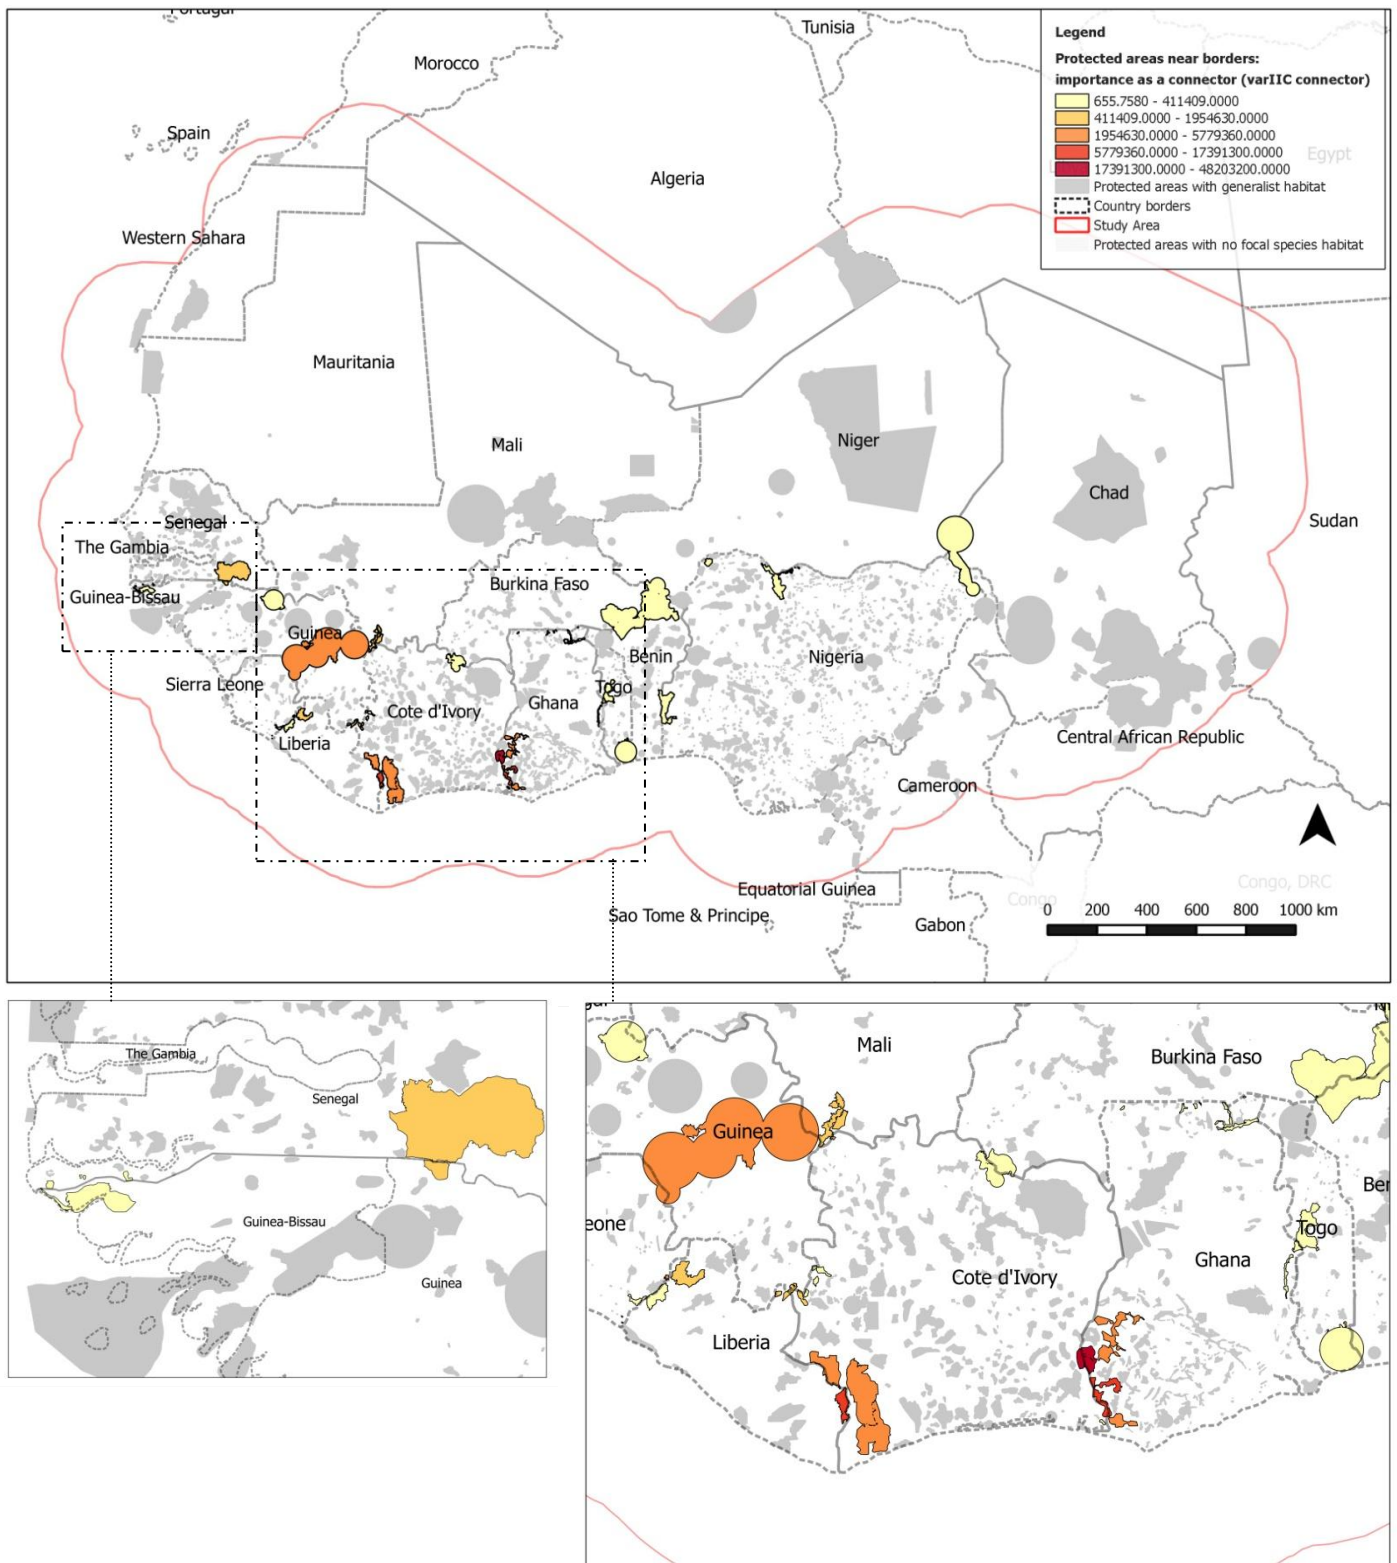 Portugal
Tunisia
Morocco
Legend
Protected areas near borders:
importance as a connector (varIIC connector)
655.7580 - 411409.0000
411409.0000 - 1954630.0000
1954630.0000 - 5779360.0000
5779360.0000 - 17391300.0000
17391300.0000 - 48203200.0000
Protected areas with generalist habitat
Country borders
Study Area
Protected areas with no focal species habitat
Egypt
Spain
Algeria
Western Sahara
Mauritania
Mali
Niger
Chad
Sudan
Senegal
The Gambia
Guinea-Bissau
Burkina Faso
Guinea
Benin
Nigeria
Sierra Leone
Togo
Ghana
Cote d'Ivory
Liberia
Central African Republic
Cameroon
Equatorial Guinea
Congo, DRC
Congo
Sao Tome & Principe
Gabon
0 200 400 600 800 1000 km
The Gambia
Senegal
Guinea-Bissau
Guinea
Mali
Burkina Faso
Guinea
Ben
eone
Togo
Ghana
Cote d'Ivory
Liberia